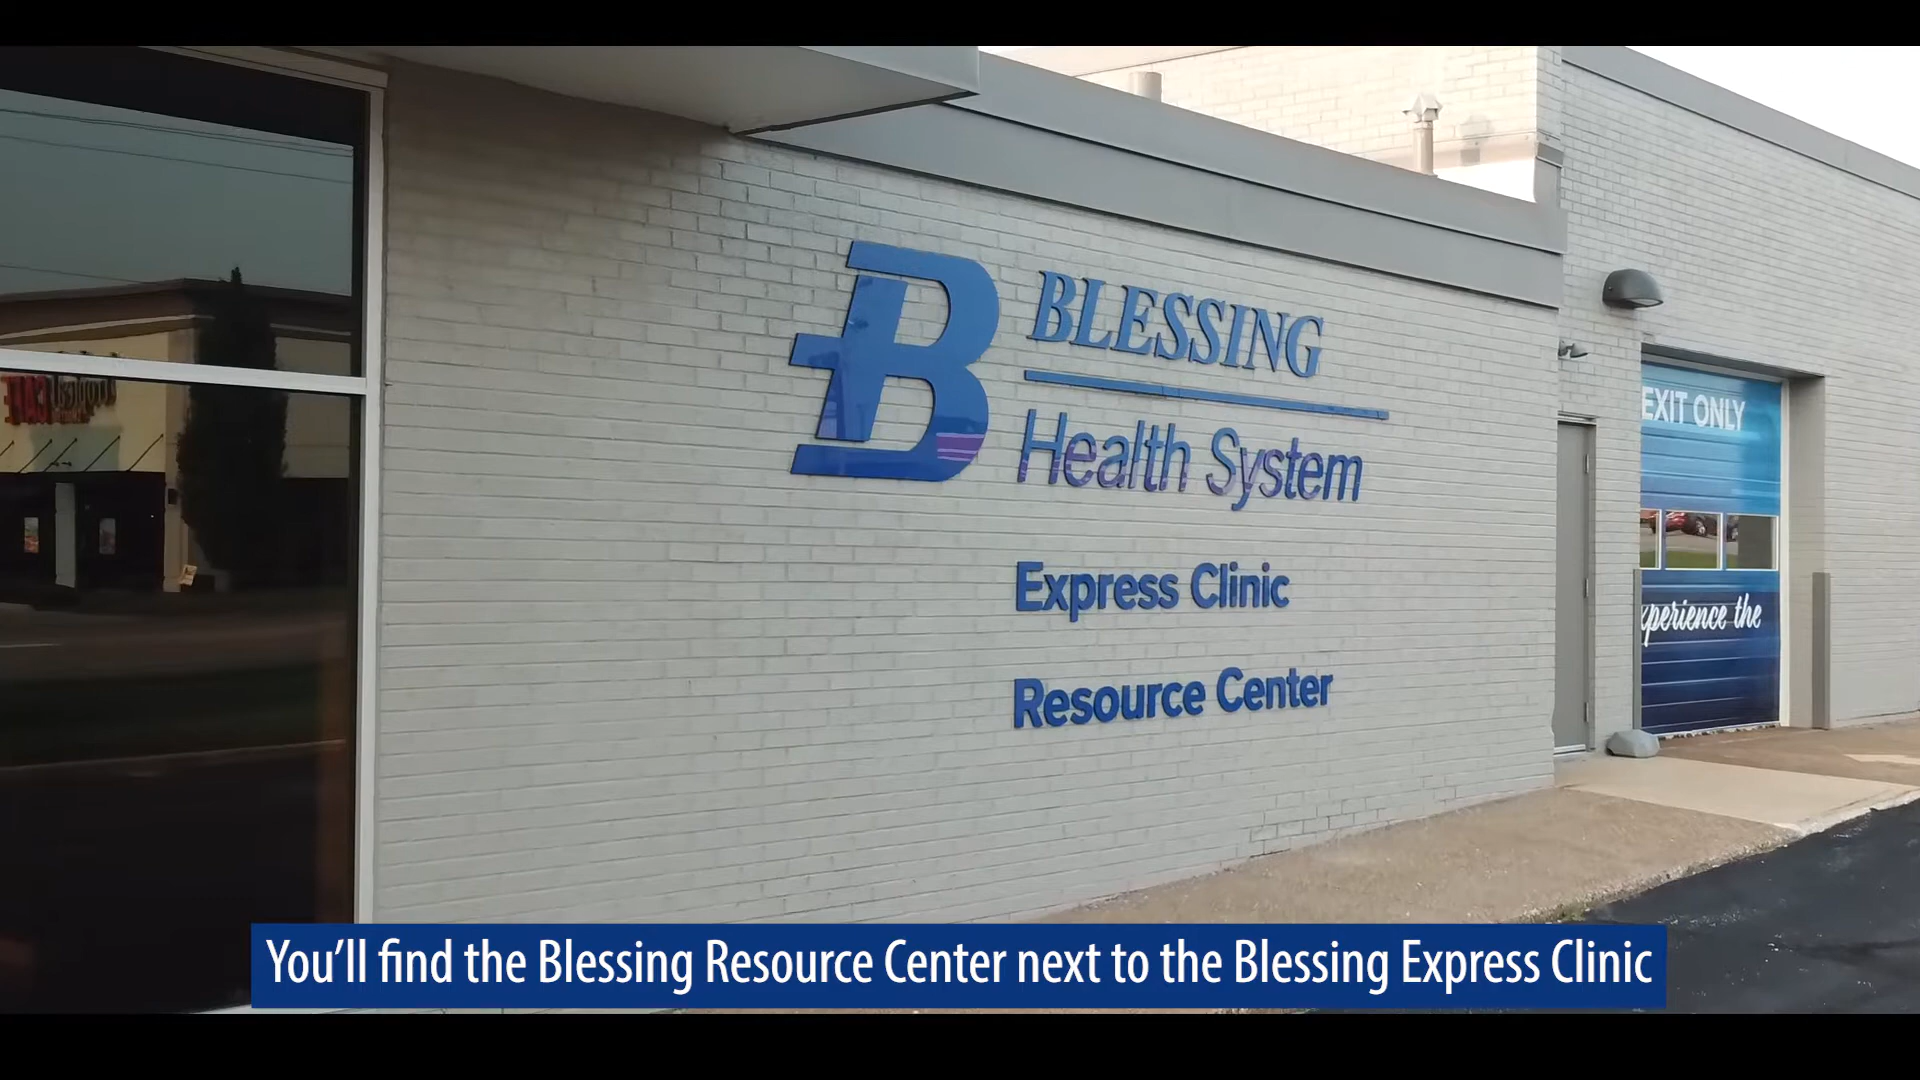 B BLESSING
Health System
Express Clinic
Resource Center
EXIT ONLY
xperience the
You'll find the Blessing Resource Center next to the Blessing Express Clinic